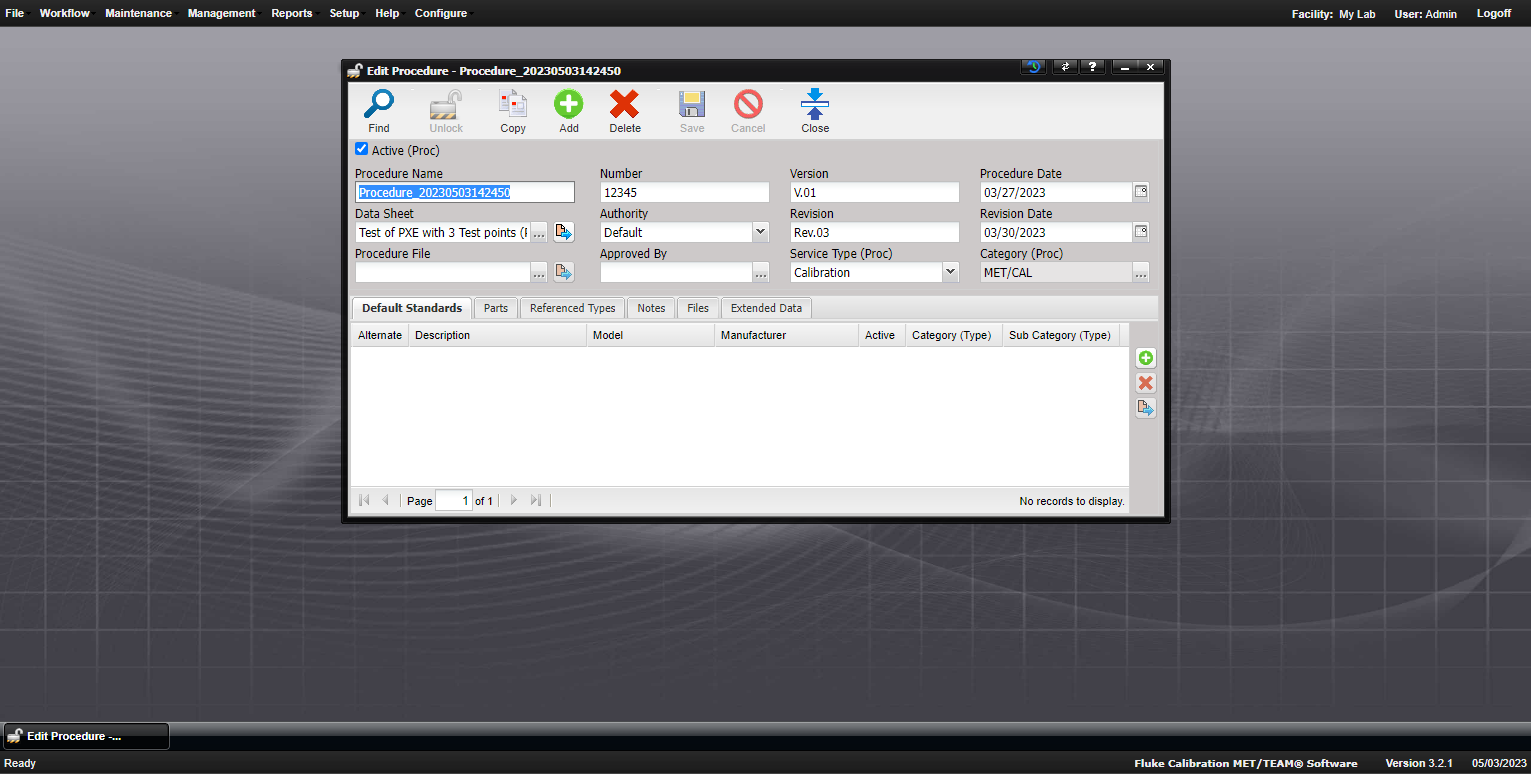 File Workflow Maintenance Management Reports Setup Help Configure Facility: My Lab User: Admin Logoff
Edit Procedure - Procedure_20230503142450
Find Unlock Copy Add Delete Save Cancel Close
Active (Proc)
Procedure Name Number Version Procedure Date
Procedure_20230503142450 12345 V.01 03/27/2023
Data Sheet Authority Revision Revision Date
Test of PXE with 3 Test points ( ... Default Rev.03 03/30/2023
Procedure File Approved By Service Type (Proc) Category (Proc)
... ... Calibration MET/CAL ...
Default Standards Parts Referenced Types Notes Files Extended Data
Alternate Description Model Manufacturer Active Category (Type) Sub Category (Type)
Page 1 of 1 No records to display.
Edit Procedure -...
Ready Fluke Calibration MET/TEAM® Software Version 3.2.1 05/03/2023